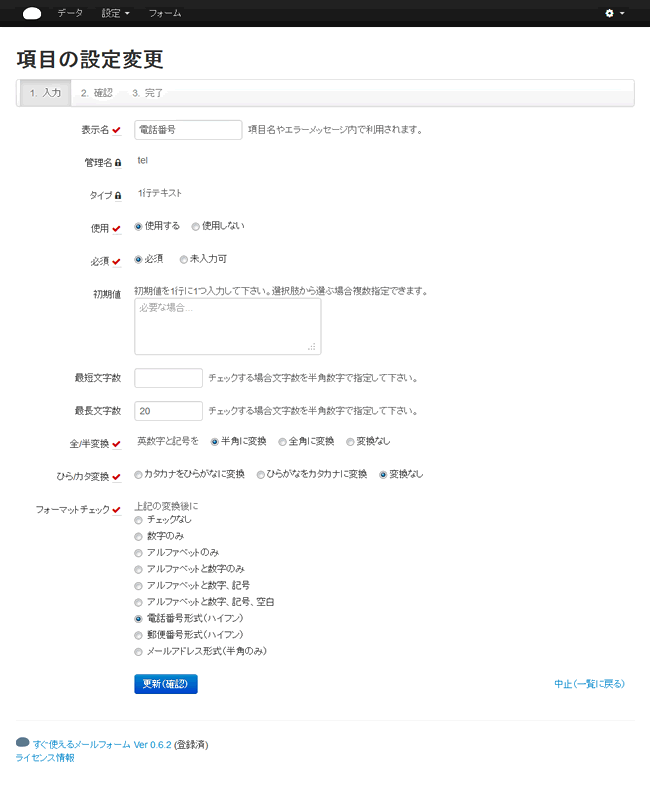 データ 設定 フォーム
項目の設定変更
1. 入力 2. 確認 3. 完了
表示名 電話番号 項目名やエラーメッセージ内で利用されます。
管理名 tel
タイプ 1行テキスト
使用 使用する 使用しない
必須 必須 未入力可
初期値 初期値を1行に1つ入力して下さい。選択肢から選ぶ場合複数指定できます。
必要な場合...
最短文字数 チェックする場合文字数を半角数字で指定して下さい。
最長文字数 20 チェックする場合文字数を半角数字で指定して下さい。
全/半変換 英数字と記号を 半角に変換 全角に変換 変換なし
ひら/カタ変換 カタカナをひらがなに変換 ひらがなをカタカナに変換 変換なし
フォーマットチェック 上記の変換後に
チェックなし
数字のみ
アルファベットのみ
アルファベットと数字のみ
アルファベットと数字、記号
アルファベットと数字、記号、空白
電話番号形式(ハイフン)
郵便番号形式(ハイフン)
メールアドレス形式(半角のみ)
更新(確認) 中止(一覧に戻る)
すぐ使えるメールフォーム Ver 0.6.2 (登録済)
ライセンス情報